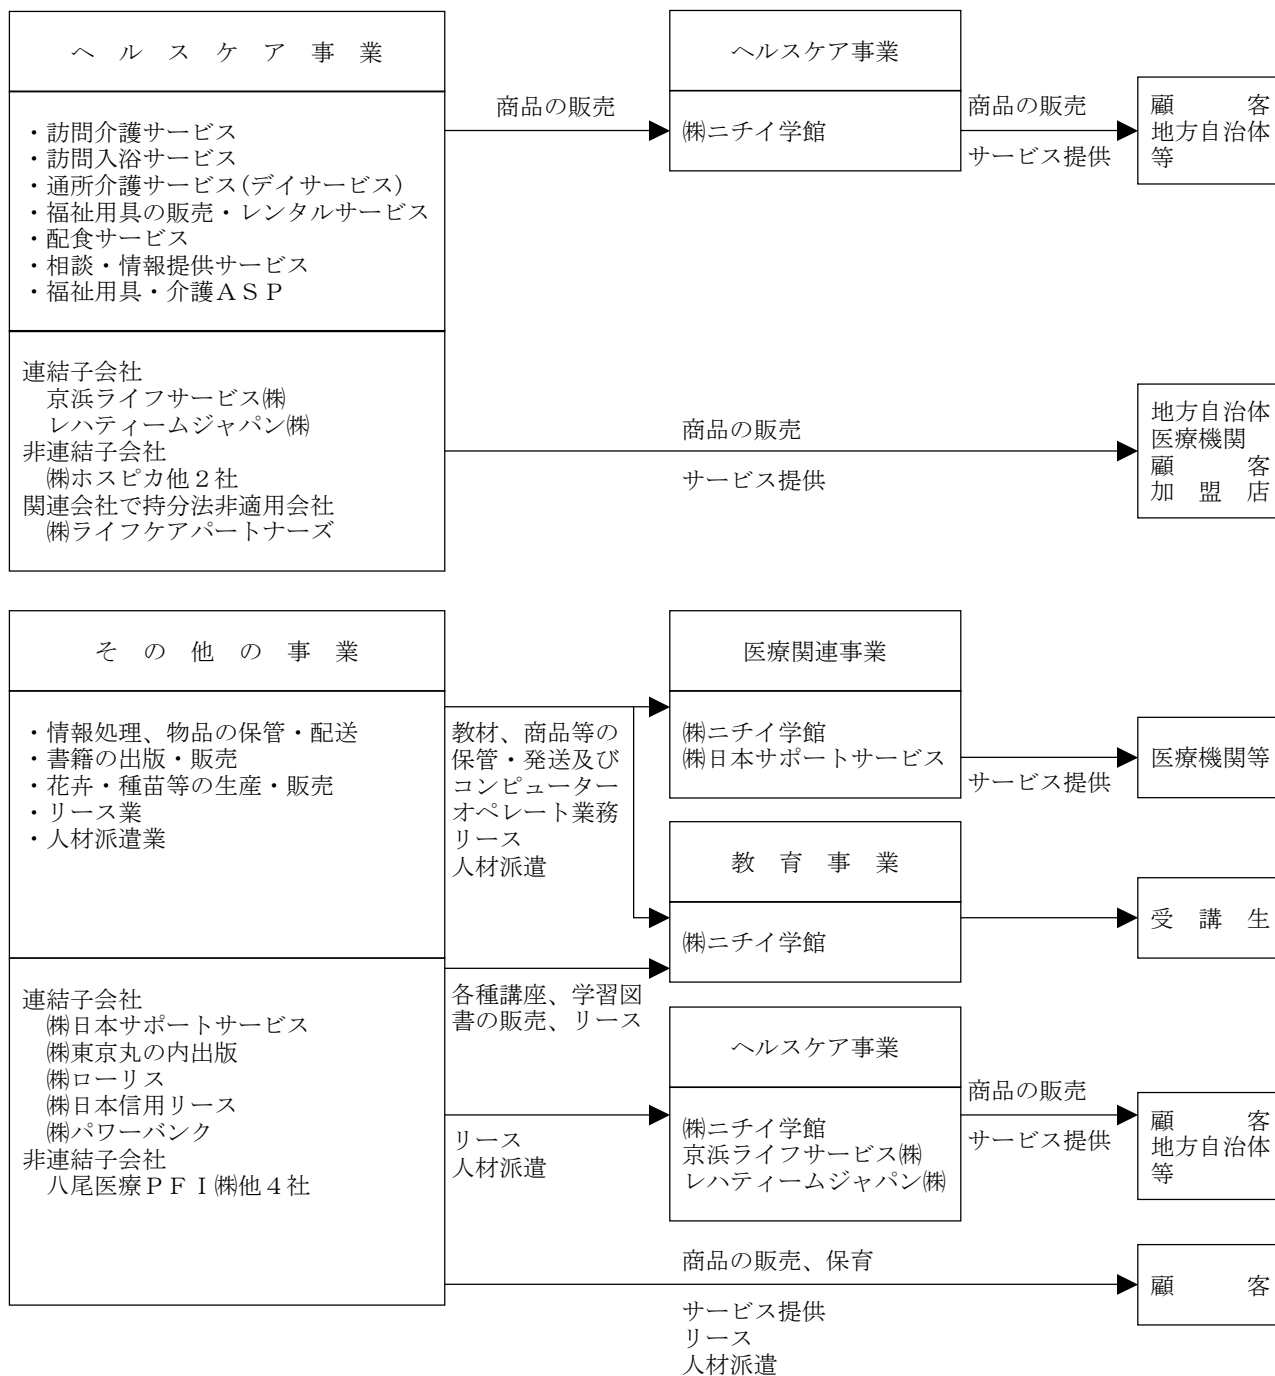 ヘルスケア事業
・訪問介護サービス
・訪問入浴サービス
・通所介護サービス(デイサービス)
・福祉用具の販売・レンタルサービス
・配食サービス
・相談・情報提供サービス
・福祉用具・介護ASP
連結子会社
京浜ライフサービス㈱
レハティームジャパン㈱
非連結子会社
㈱ホスピカ他2社
関連会社で持分法非適用会社
㈱ライフケアパートナーズ
商品の販売
ヘルスケア事業
㈱ニチイ学館
商品の販売
サービス提供
顧客
地方自治体
等
商品の販売
サービス提供
地方自治体
医療機関
顧客
加盟店
その他の事業
・情報処理、物品の保管・配送
・書籍の出版・販売
・花卉・種苗等の生産・販売
・リース業
・人材派遣業
連結子会社
㈱日本サポートサービス
㈱東京丸の内出版
㈱ローリス
㈱日本信用リース
㈱パワーバンク
非連結子会社
八尾医療PFI㈱他4社
教材、商品等の
保管・発送及び
コンピューター
オペレート業務
リース
人材派遣
医療関連事業
㈱ニチイ学館
㈱日本サポートサービス
サービス提供
医療機関等
教育事業
㈱ニチイ学館
受講生
各種講座、学習図
書の販売、リース
ヘルスケア事業
㈱ニチイ学館
京浜ライフサービス㈱
レハティームジャパン㈱
リース
人材派遣
商品の販売
サービス提供
顧客
地方自治体
等
商品の販売、保育
サービス提供
リース
人材派遣
顧客